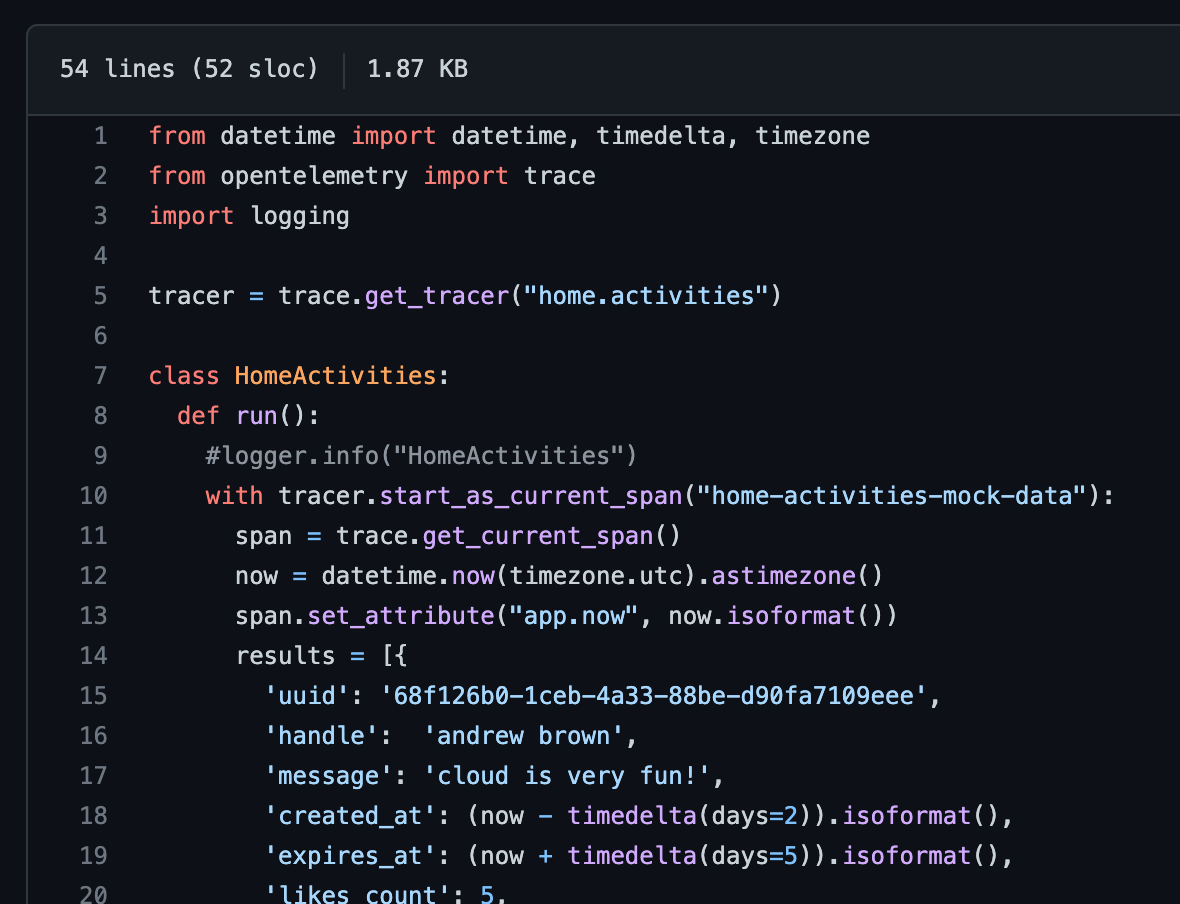 54 lines (52 sloc) 1.87 KB
1 from datetime import datetime, timedelta, timezone
2 from opentelemetry import trace
3 import logging
4
5 tracer = trace.get_tracer("home.activities")
6
7 class HomeActivities:
8   def run():
9     #logger.info("HomeActivities")
10     with tracer.start_as_current_span("home-activities-mock-data"):
11       span = trace.get_current_span()
12       now = datetime.now(timezone.utc).astimezone()
13       span.set_attribute("app.now", now.isoformat())
14       results = [{
15         'uuid': '68f126b0-1ceb-4a33-88be-d90fa7109eee',
16         'handle':  'andrew brown',
17         'message': 'cloud is very fun!',
18         'created_at': (now - timedelta(days=2)).isoformat(),
19         'expires_at': (now + timedelta(days=5)).isoformat(),
20         'likes_count': 5,